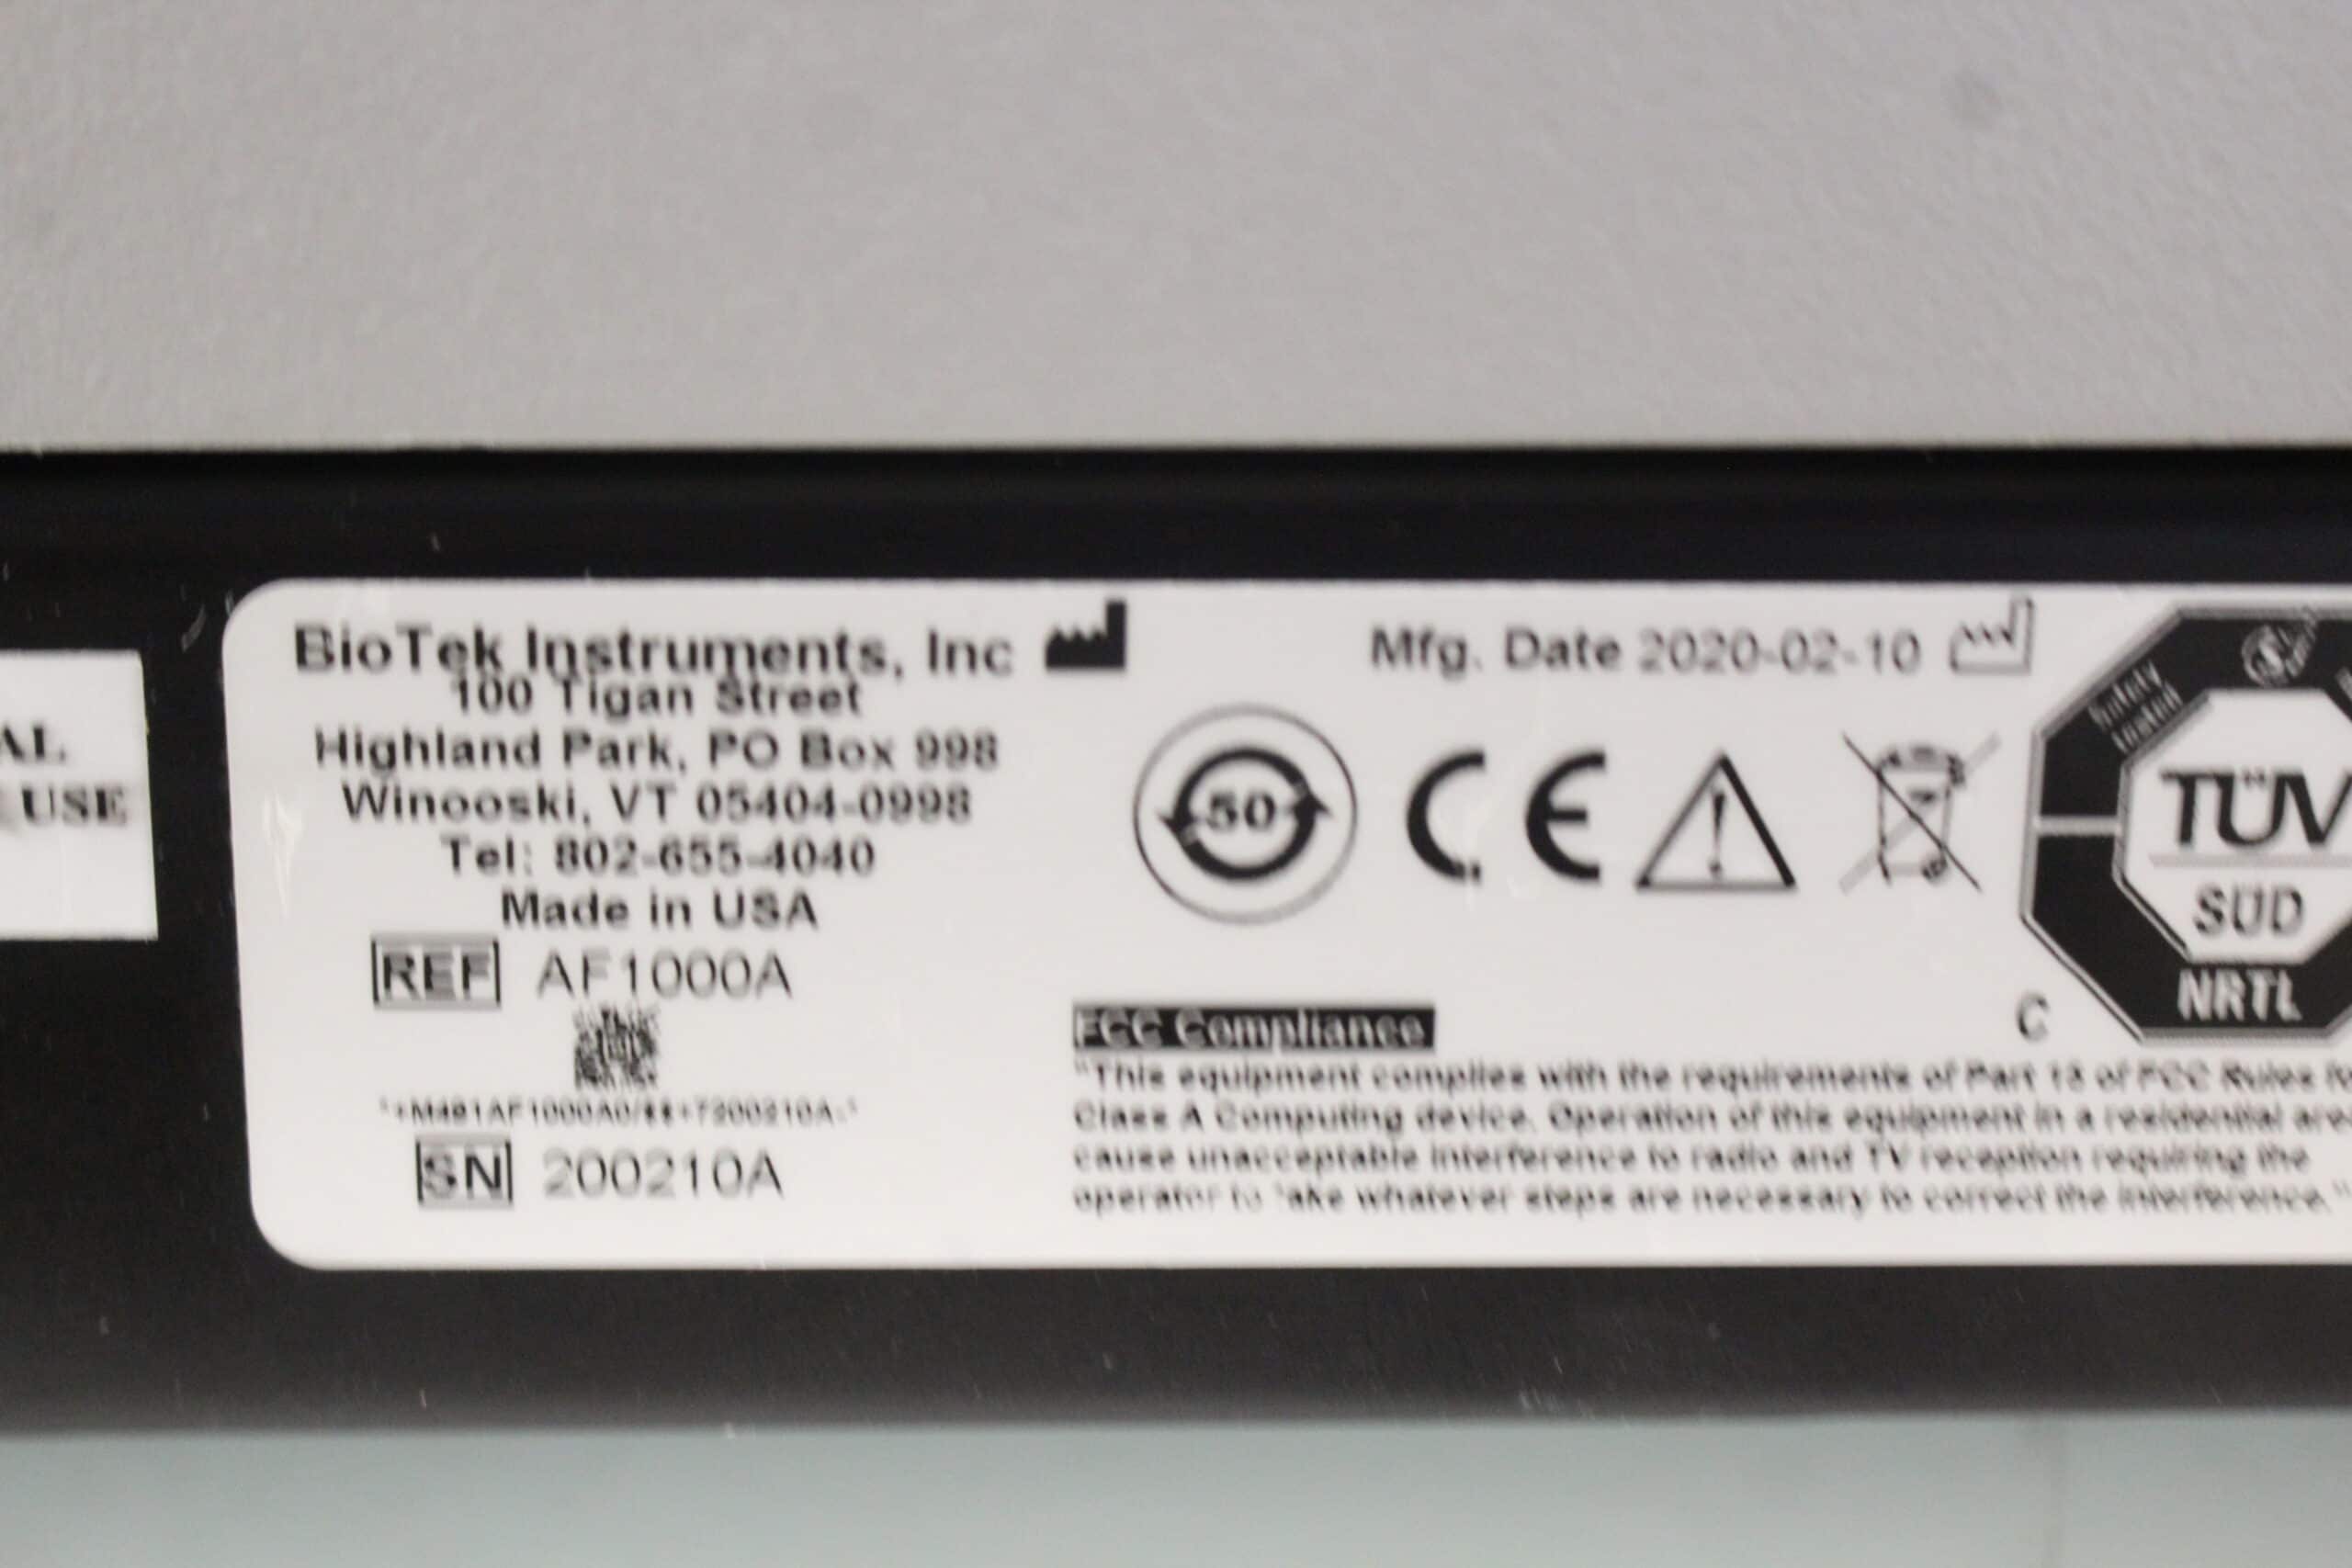 AL
USE
BioTek Instruments, Inc
100 Tigan Street
Highland Park, PO Box 998
Winooski, VT 05404-0998
Tel: 802-655-4040
Made in USA
REF AF1000A
SN 200210A
Mfg. Date 2020-02-10
50
CE
Safety
tested
TÜV
SÜD
NRTL
C
FCC Compliance
"This equipment complies with the requirements of Part 15 of FCC Rules
Class A Computing device. Operation of this equipment in a residential
cause unacceptable interference to radio and TV reception requiring the
operator to take whatever steps are necessary to correct the interference."